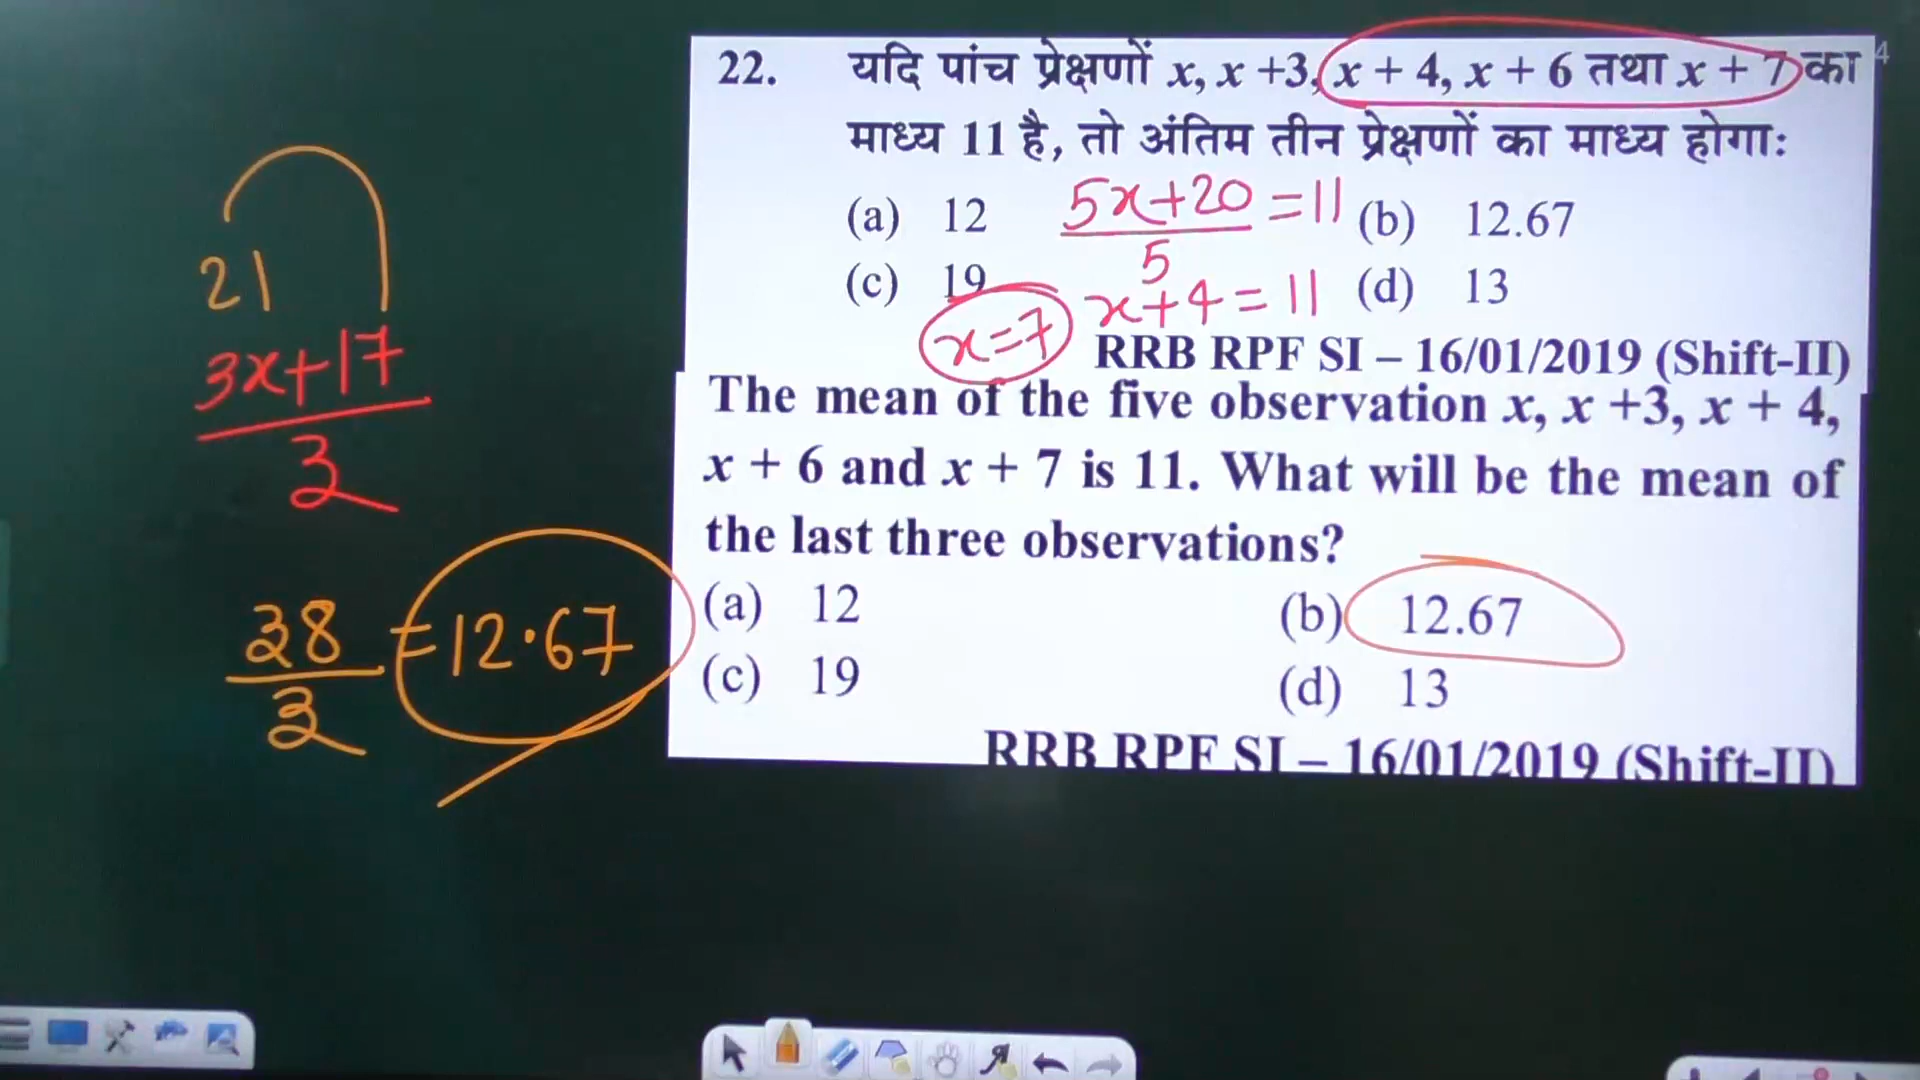 22. यदि पांच प्रेक्षणों x, x +3, x + 4, x + 6 तथा x + 7 का
माध्य 11 है, तो अंतिम तीन प्रेक्षणों का माध्य होगाः
(a) 12 (b) 12.67
(c) 19 (d) 13
5x+20 = 11
5
x+4 = 11
x=7
RRB RPF SI – 16/01/2019 (Shift-II)
The mean of the five observation x, x +3, x + 4,
x + 6 and x + 7 is 11. What will be the mean of
the last three observations?
(a) 12 (b) 12.67
(c) 19 (d) 13
RRB RPF SI – 16/01/2019 (Shift-II)
21
3x+17
3
38 = 12.67
3
4